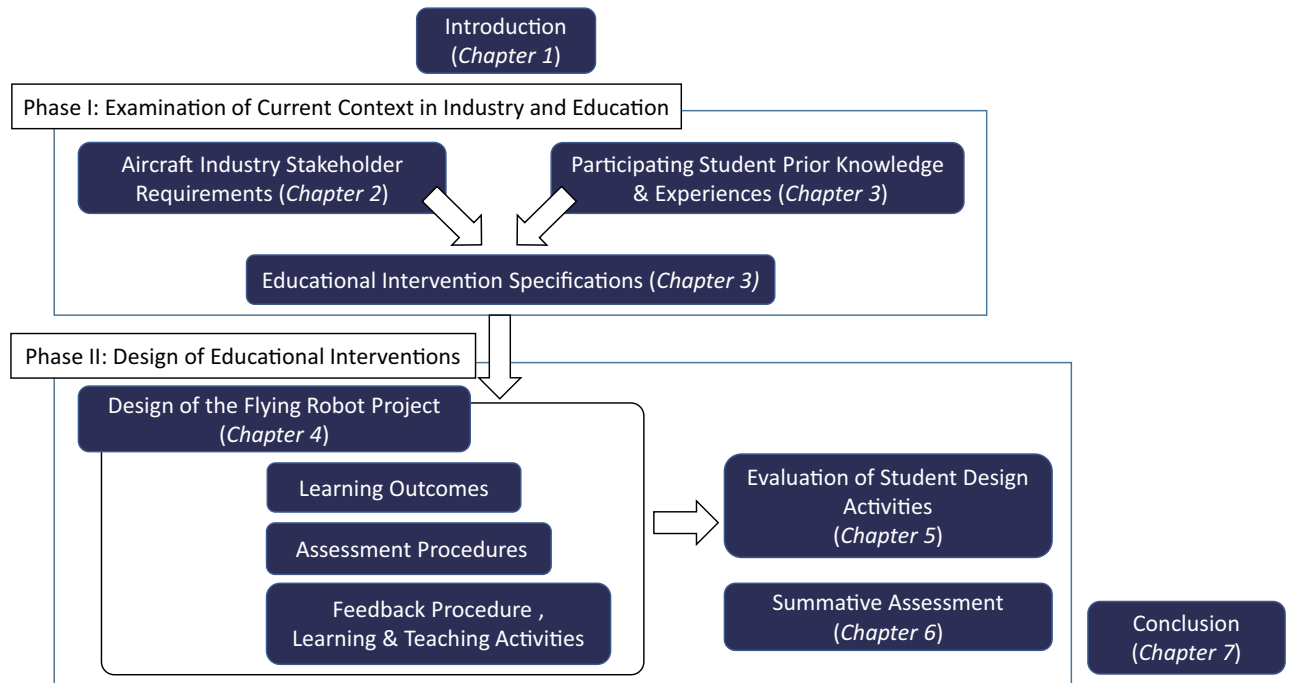 Introduction
(Chapter 1)
Phase I: Examination of Current Context in Industry and Education
Aircraft Industry Stakeholder
Requirements (Chapter 2)
Participating Student Prior Knowledge
& Experiences (Chapter 3)
Educational Intervention Specifications (Chapter 3)
Phase II: Design of Educational Interventions
Design of the Flying Robot Project
(Chapter 4)
Learning Outcomes
Assessment Procedures
Feedback Procedure ,
Learning & Teaching Activities
Evaluation of Student Design
Activities
(Chapter 5)
Summative Assessment
(Chapter 6)
Conclusion
(Chapter 7)